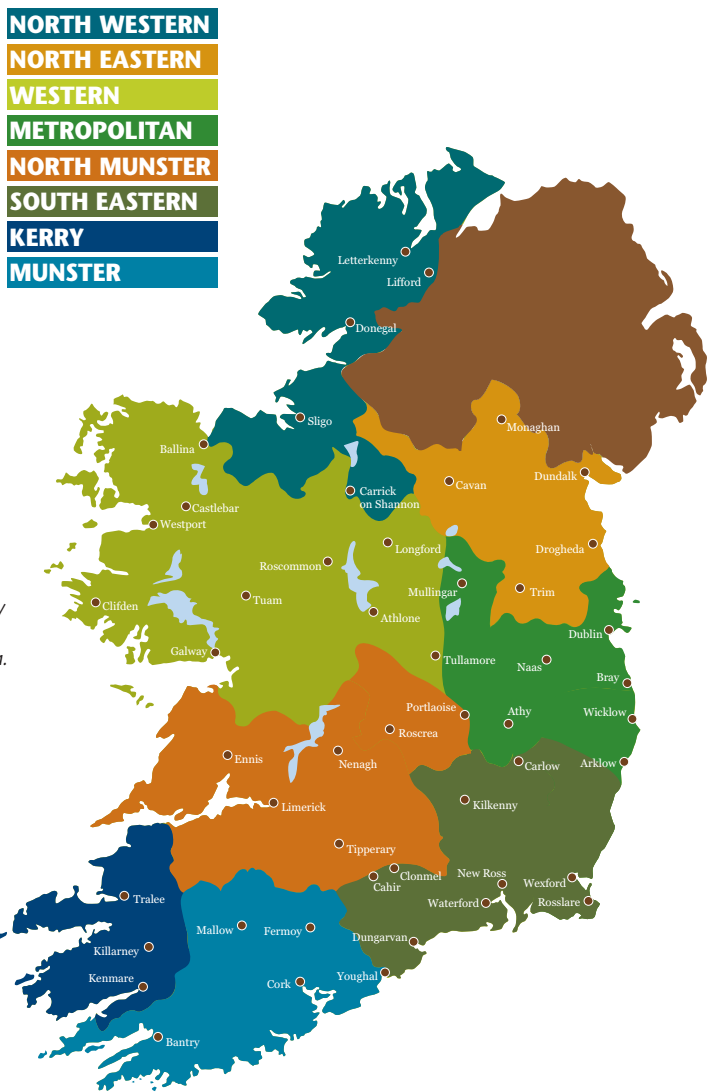 NORTH WESTERN
NORTH EASTERN
WESTERN
METROPOLITAN
NORTH MUNSTER
SOUTH EASTERN
KERRY
MUNSTER
Letterkenny
Lifford
Donegal
Sligo
Monaghan
Ballina
Dundalk
Cavan
Carrick
on Shannon
Castlebar
Westport
Longford
Drogheda
Roscommon
Mullingar
Trim
Tuam
Clifden
Athlone
Dublin
Galway
Tullamore
Naas
Bray
Portlaoise
Athy
Wicklow
Roscrea
Ennis
Nenagh
Carlow
Arklow
Limerick
Kilkenny
Tipperary
Clonmel
New Ross
Cahir
Wexford
Tralee
Waterford
Rosslare
Mallow
Fermoy
Dungarvan
Killarney
Kenmare
Cork
Youghal
Bantry